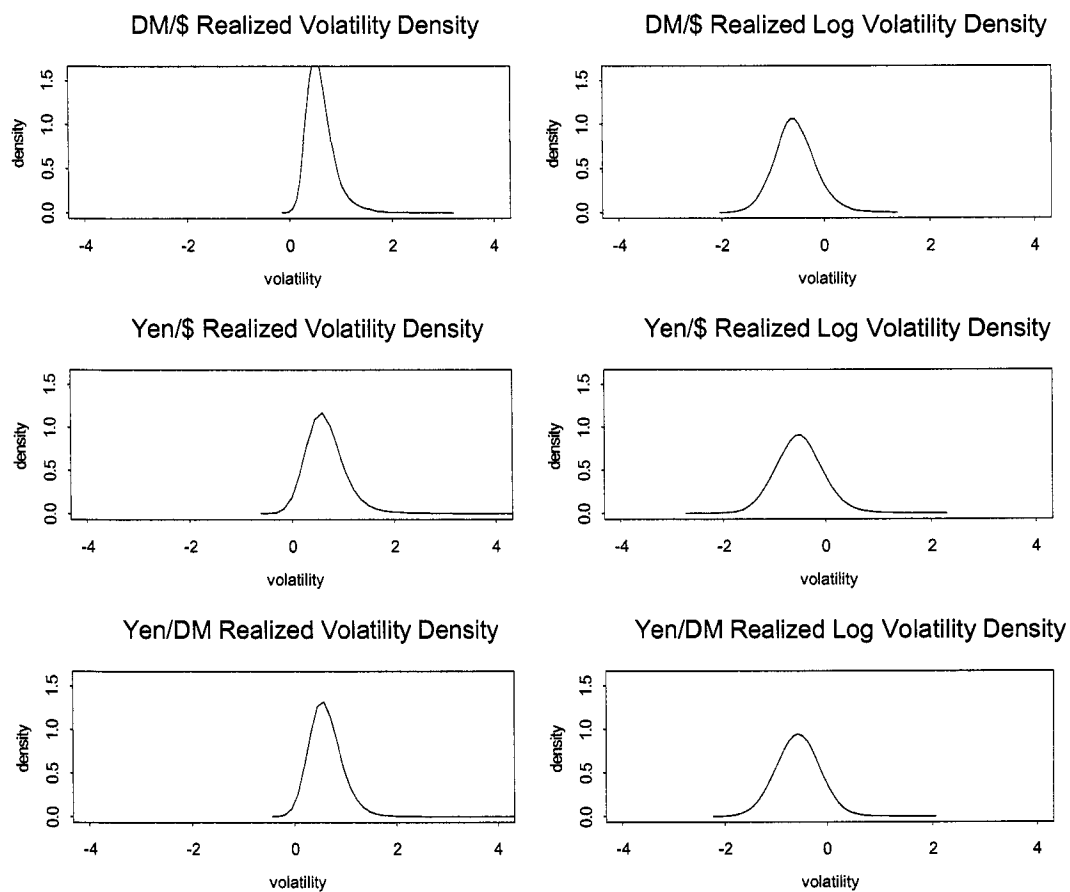 DM/$ Realized Volatility Density
1.5
1.0
0.5
0.0
density
-4 -2 0 2 4
volatility
DM/$ Realized Log Volatility Density
1.5
1.0
0.5
0.0
density
-4 -2 0 2 4
volatility
Yen/$ Realized Volatility Density
1.5
1.0
0.5
0.0
density
-4 -2 0 2 4
volatility
Yen/$ Realized Log Volatility Density
1.5
1.0
0.5
0.0
density
-4 -2 0 2 4
volatility
Yen/DM Realized Volatility Density
1.5
1.0
0.5
0.0
density
-4 -2 0 2 4
volatility
Yen/DM Realized Log Volatility Density
1.5
1.0
0.5
0.0
density
-4 -2 0 2 4
volatility